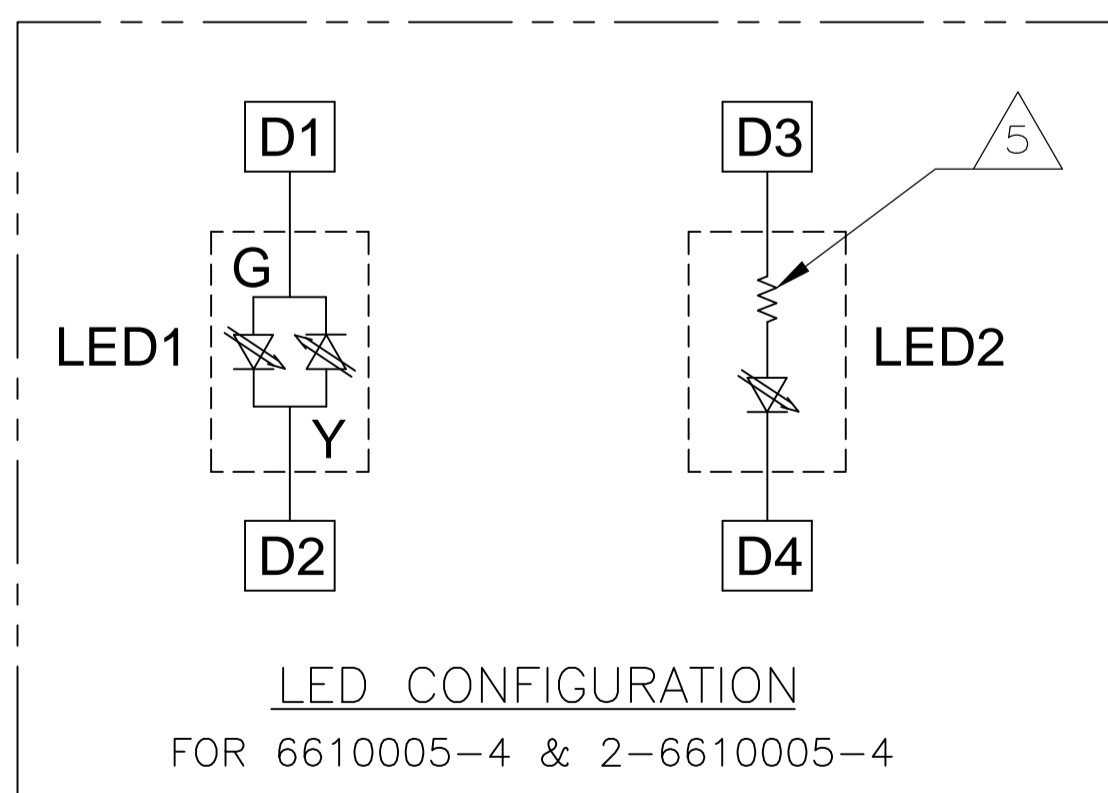 D1
D3
5
G
LED1
LED2
Y
D2
D4
LED CONFIGURATION
FOR 6610005-4 & 2-6610005-4